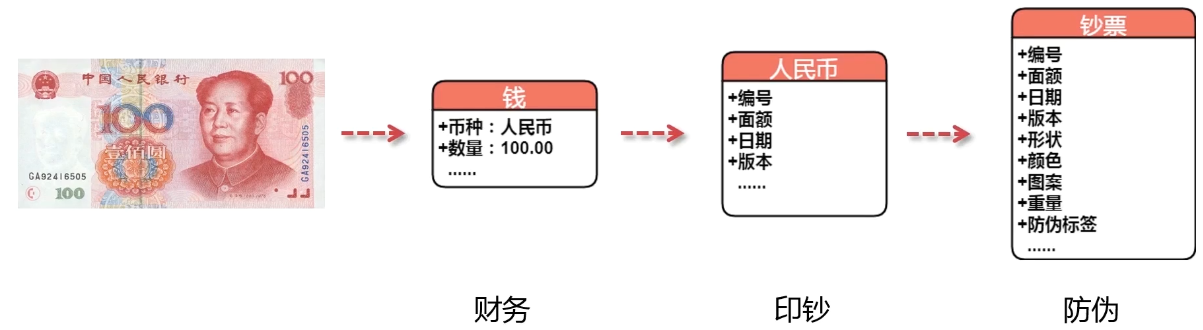 中国人民银行
100
100
壹佰圆
GA92416505
GA92416505
100
钱
+币种：人民币
+数量：100.00
......
人民币
+编号
+面额
+日期
+版本
......
钞票
+编号
+面额
+日期
+版本
+形状
+颜色
+图案
+重量
+防伪标签
......
财务
印钞
防伪